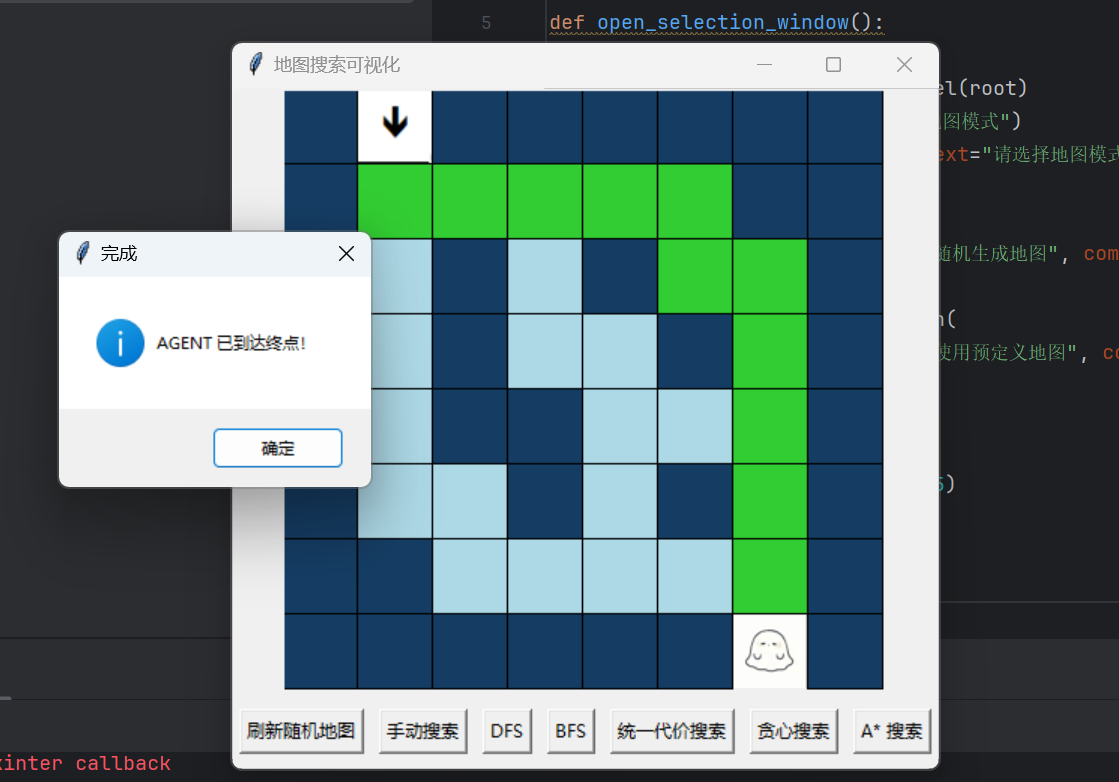 5 def open_selection_window():
地图搜索可视化
el(root)
图模式")
ext="请选择地图模式
完成
随机生成地图", com
n(
AGENT 已到达终点!
使用预定义地图", co
确定
5)
刷新随机地图 手动搜索 DFS BFS 统一代价搜索 贪心搜索 A* 搜索
kinter callback